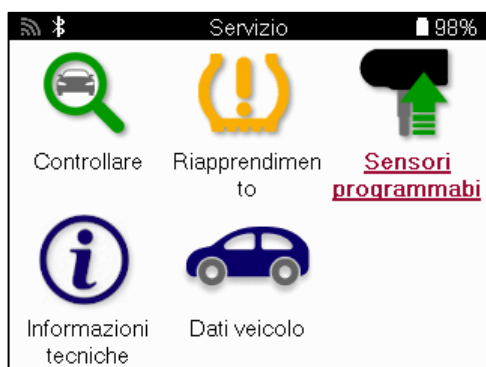 Servizio 98%
Controllare Riapprendimen Sensori
to programmabi
Informazioni Dati veicolo
tecniche